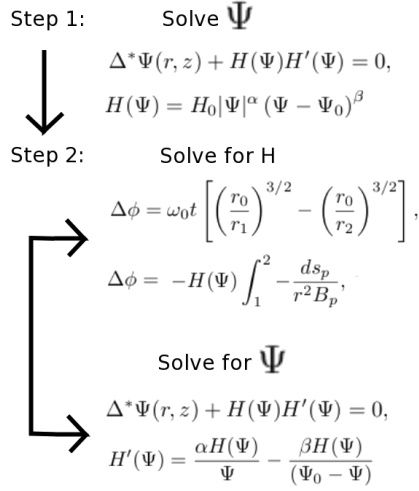 Step 1: Solve Ψ
Δ*Ψ(r, z) + H(Ψ)H′(Ψ) = 0,
H(Ψ) = H₀|Ψ|^α (Ψ − Ψ₀)^β
Step 2: Solve for H
Δϕ = ω₀t [(r₀/r₁)^{3/2} − (r₀/r₂)^{3/2}],
Δϕ = −H(Ψ) ∫₁² −ds_p/(r²B_p),
Solve for Ψ
Δ*Ψ(r, z) + H(Ψ)H′(Ψ) = 0,
H′(Ψ) = αH(Ψ)/Ψ − βH(Ψ)/(Ψ₀ − Ψ)